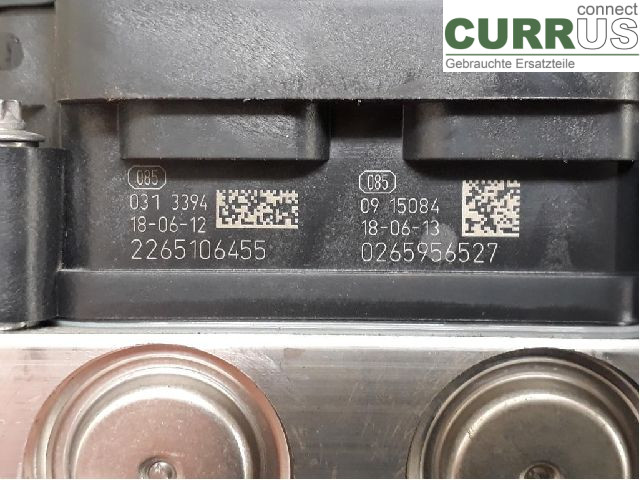 connect
CURRUS
Gebrauchte Ersatzteile
085
031 3394
18-06-12
2265106455
085
09 15084
18-06-13
0265956527